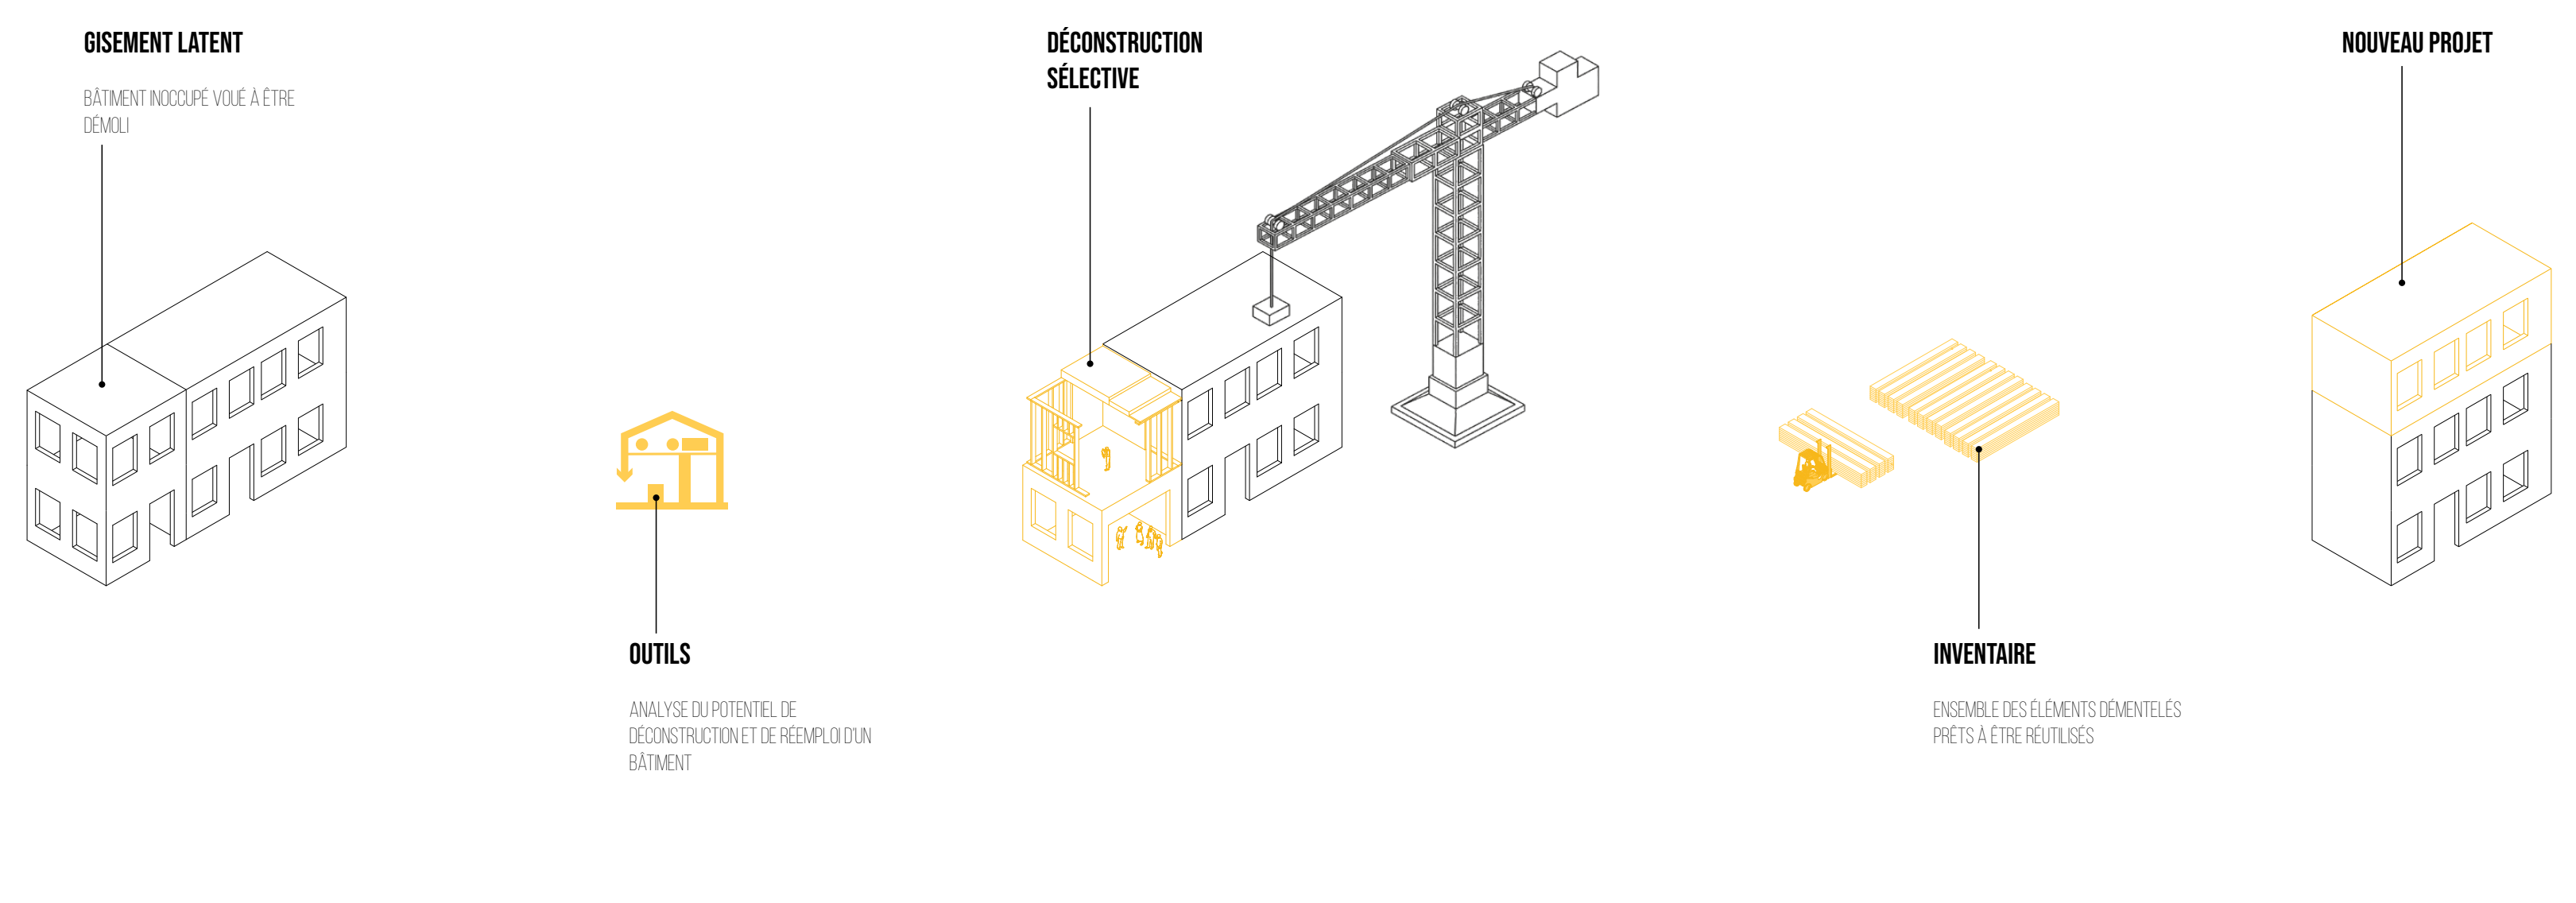 GISEMENT LATENT
BÂTIMENT INOCCUPÉ VOUÉ À ÊTRE
DÉMOLI
OUTILS
ANALYSE DU POTENTIEL DE
DÉCONSTRUCTION ET DE RÉEMPLOI D'UN
BÂTIMENT
DÉCONSTRUCTION
SÉLECTIVE
INVENTAIRE
ENSEMBLE DES ÉLÉMENTS DÉMENTELÉS
PRÊTS À ÊTRE RÉUTILISÉS
NOUVEAU PROJET